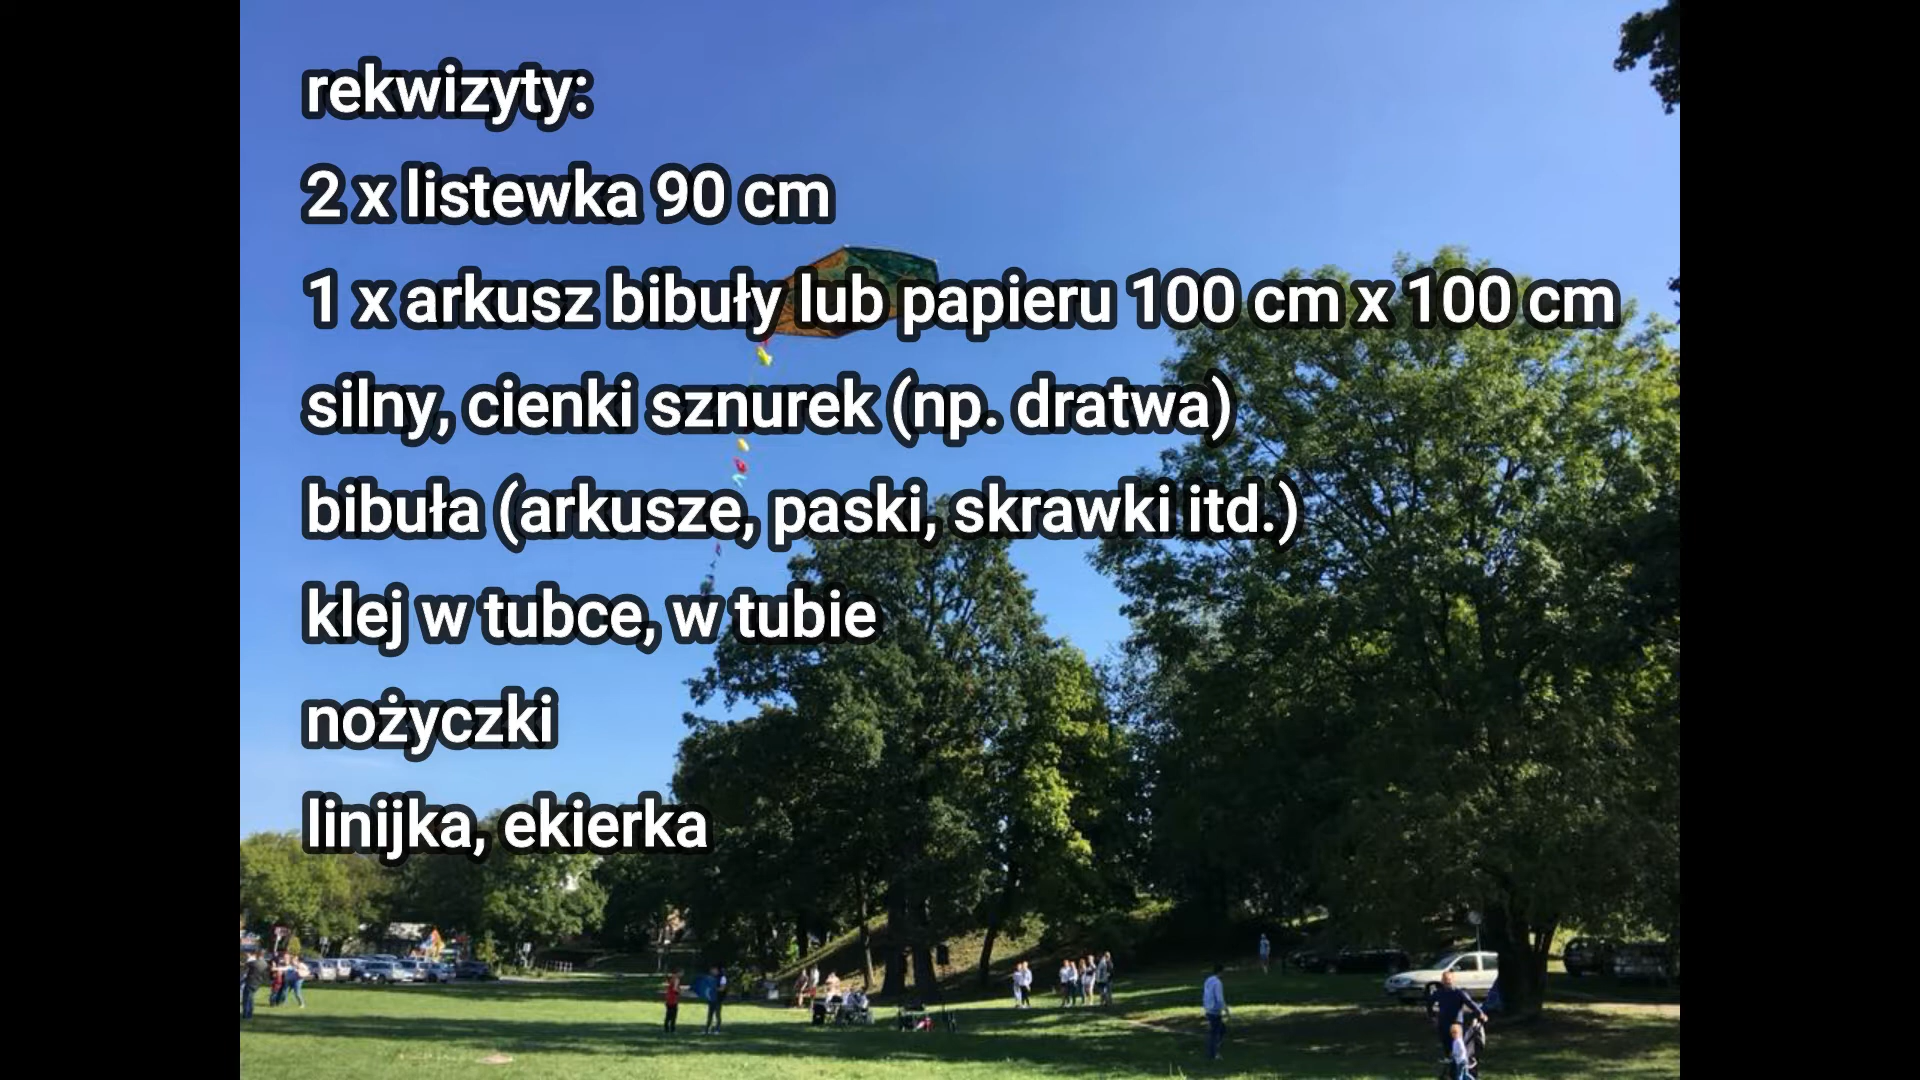 rekwizyty:
2 x listewka 90 cm
1 x arkusz bibuły lub papieru 100 cm x 100 cm
silny, cienki sznurek (np. dratwa)
bibuła (arkusze, paski, skrawki itd.)
klej w tubce, w tubie
nożyczki
linijka, ekierka